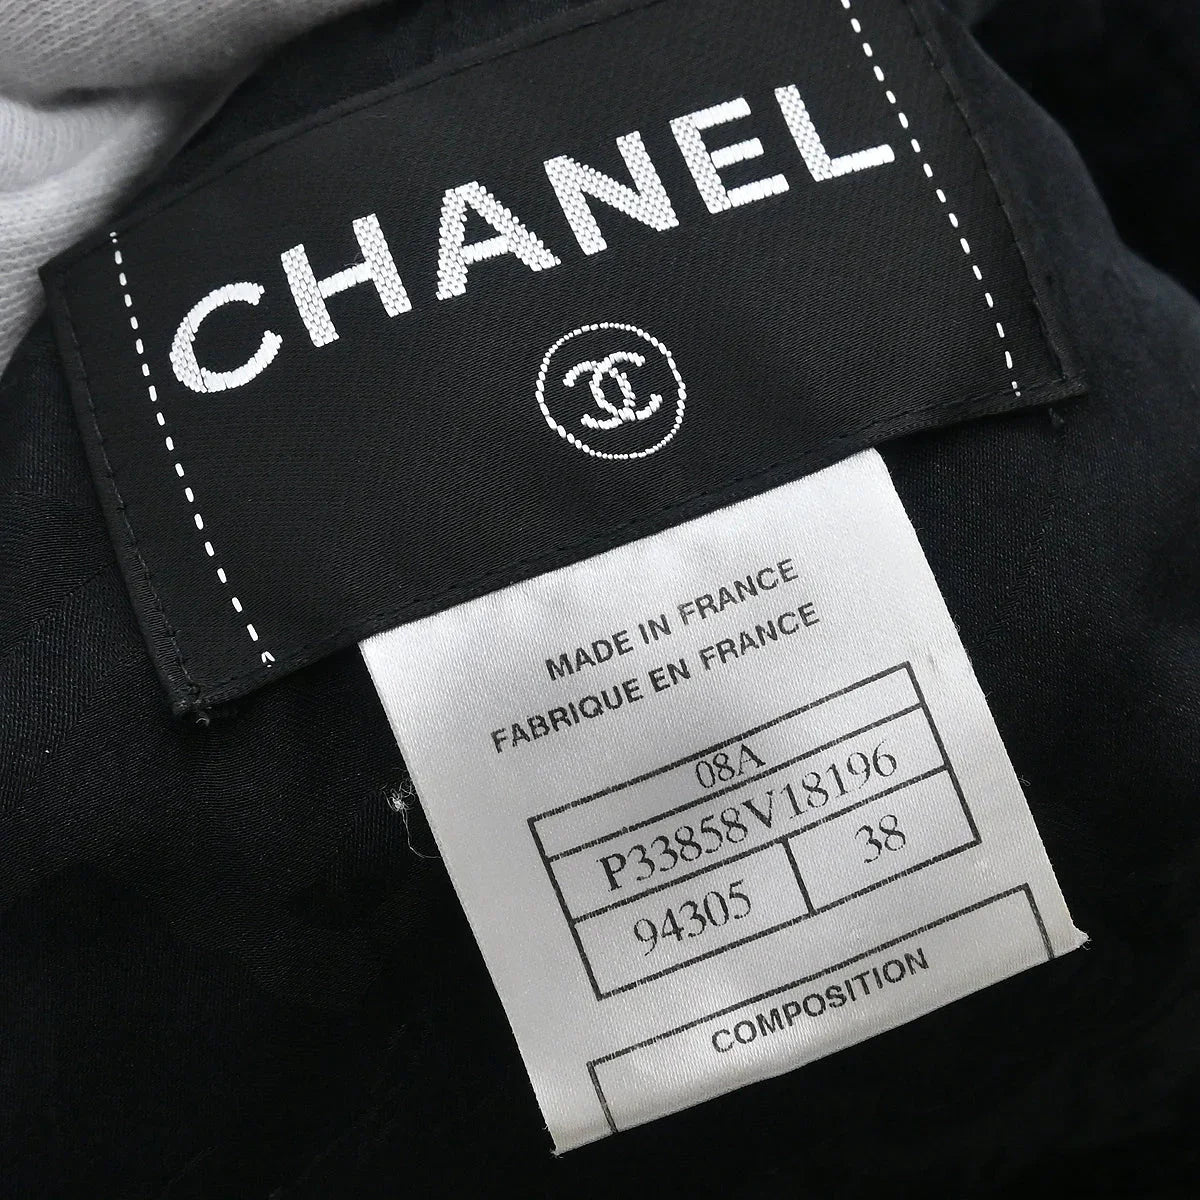 CHANEL
MADE IN FRANCE
FABRIQUE EN FRANCE
08A
P33858V18196
94305 38
COMPOSITION